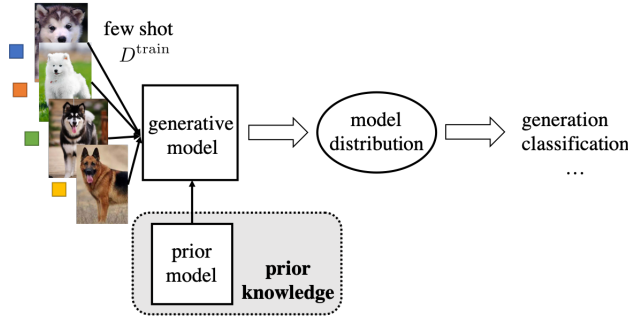 few shot
D^train
generative
model
model
distribution
generation
classification
...
prior
model
prior
knowledge